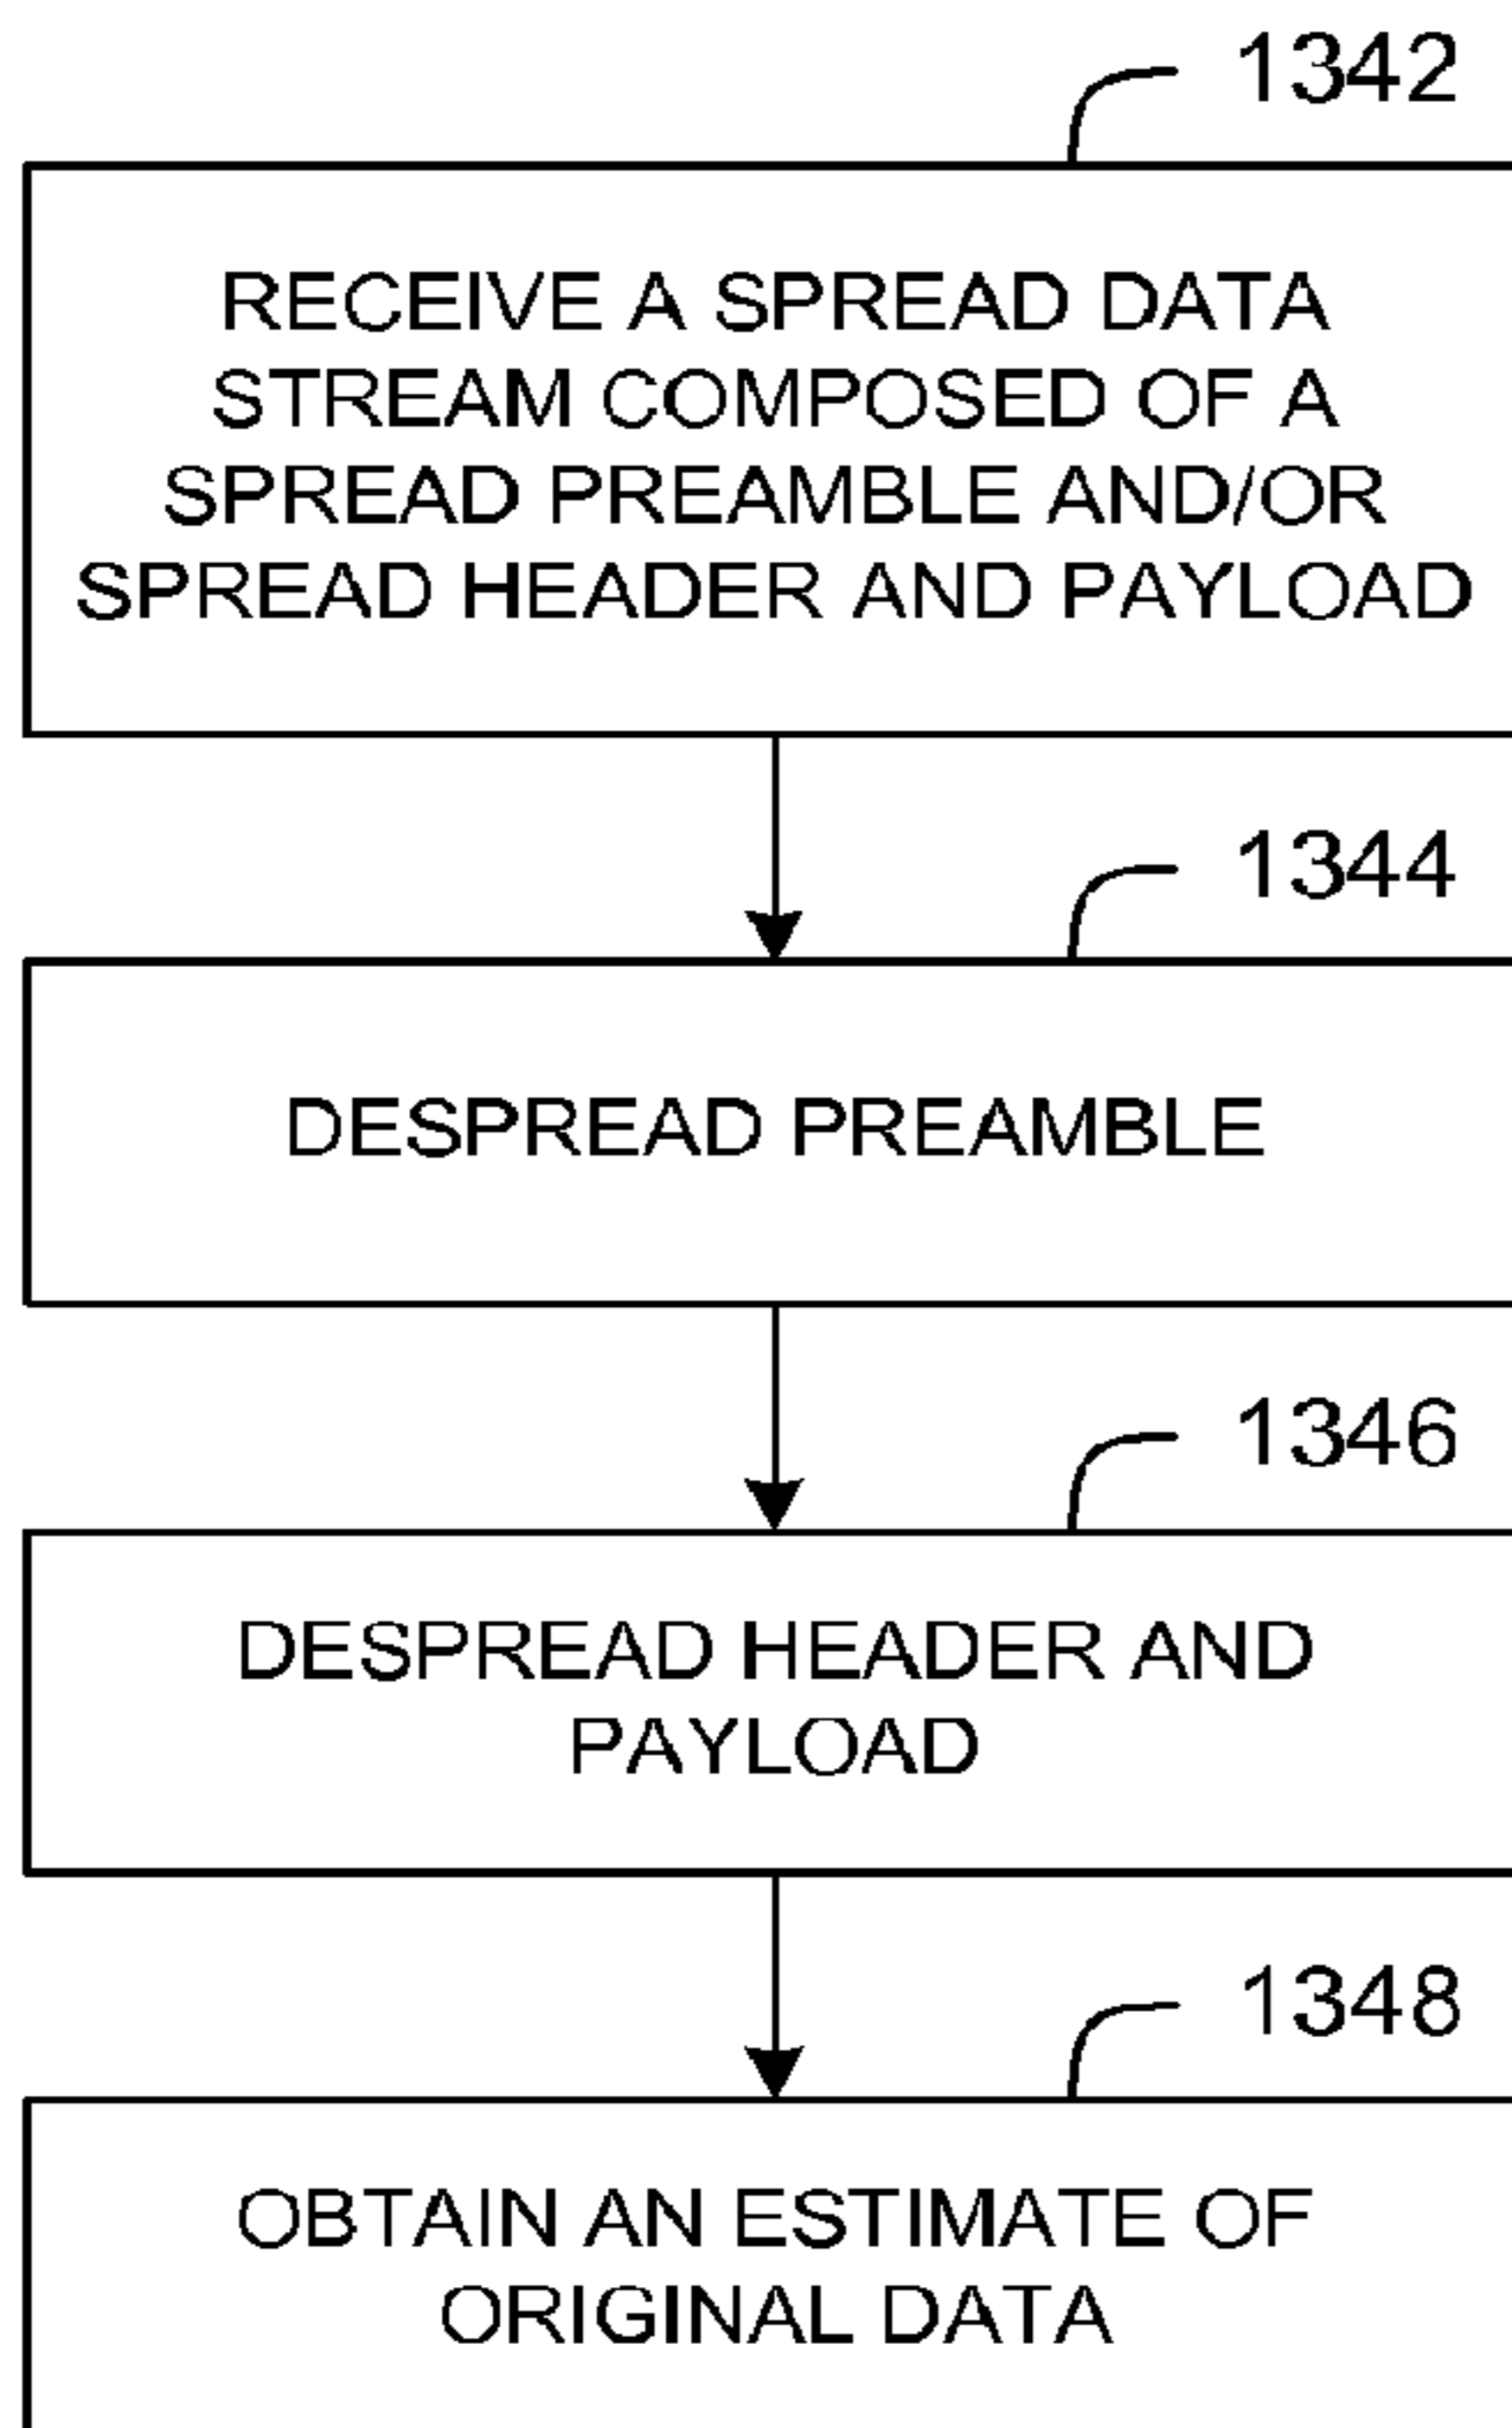 1342
RECEIVE A SPREAD DATA
STREAM COMPOSED OF A
SPREAD PREAMBLE AND/OR
SPREAD HEADER AND PAYLOAD
1344
DESPREAD PREAMBLE
1346
DESPREAD HEADER AND
PAYLOAD
1348
OBTAIN AN ESTIMATE OF
ORIGINAL DATA